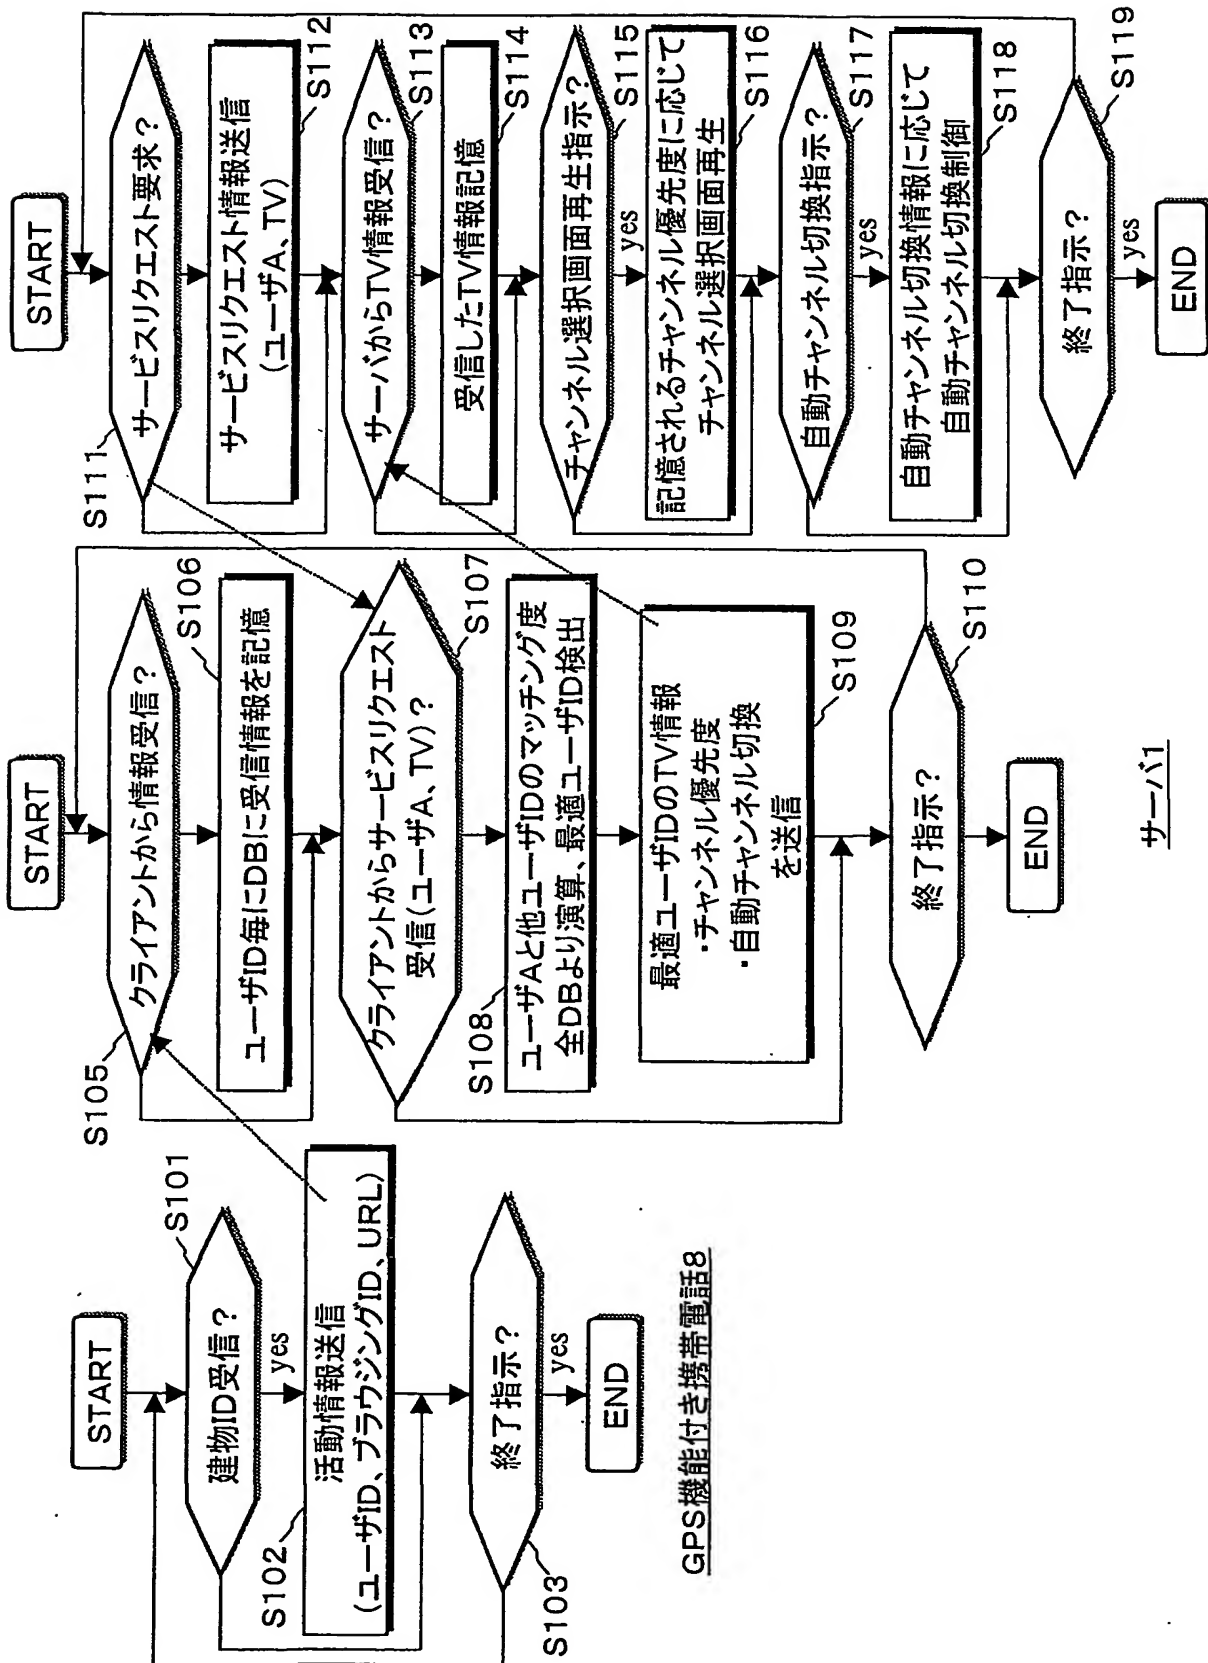 START
建物ID受信?
S101
yes
活動情報送信
(ユーザID、ブラウジングID、URL)
S102
終了指示?
S103
yes
END
GPS機能付き携帯電話8
START
クライアントから情報受信?
S105
ユーザID毎にDBに受信情報を記憶
S106
クライアントからサービスリクエスト
受信(ユーザA、TV)?
S107
ユーザAと他ユーザIDのマッチング度
全DBより演算、最適ユーザID検出
S108
最適ユーザIDのTV情報
・チャンネル優先度
・自動チャンネル切換
を送信
S109
終了指示?
S110
END
サーバ1
START
サービスリクエスト要求?
S111
サービスリクエスト情報送信
(ユーザA、TV)
S112
サーバからTV情報受信?
S113
受信したTV情報記憶
S114
チャンネル選択画面再生指示?
S115
yes
記憶されるチャンネル優先度に応じて
チャンネル選択画面再生
S116
自動チャンネル切換指示?
S117
yes
自動チャンネル切換情報に応じて
自動チャンネル切換制御
S118
終了指示?
S119
yes
END